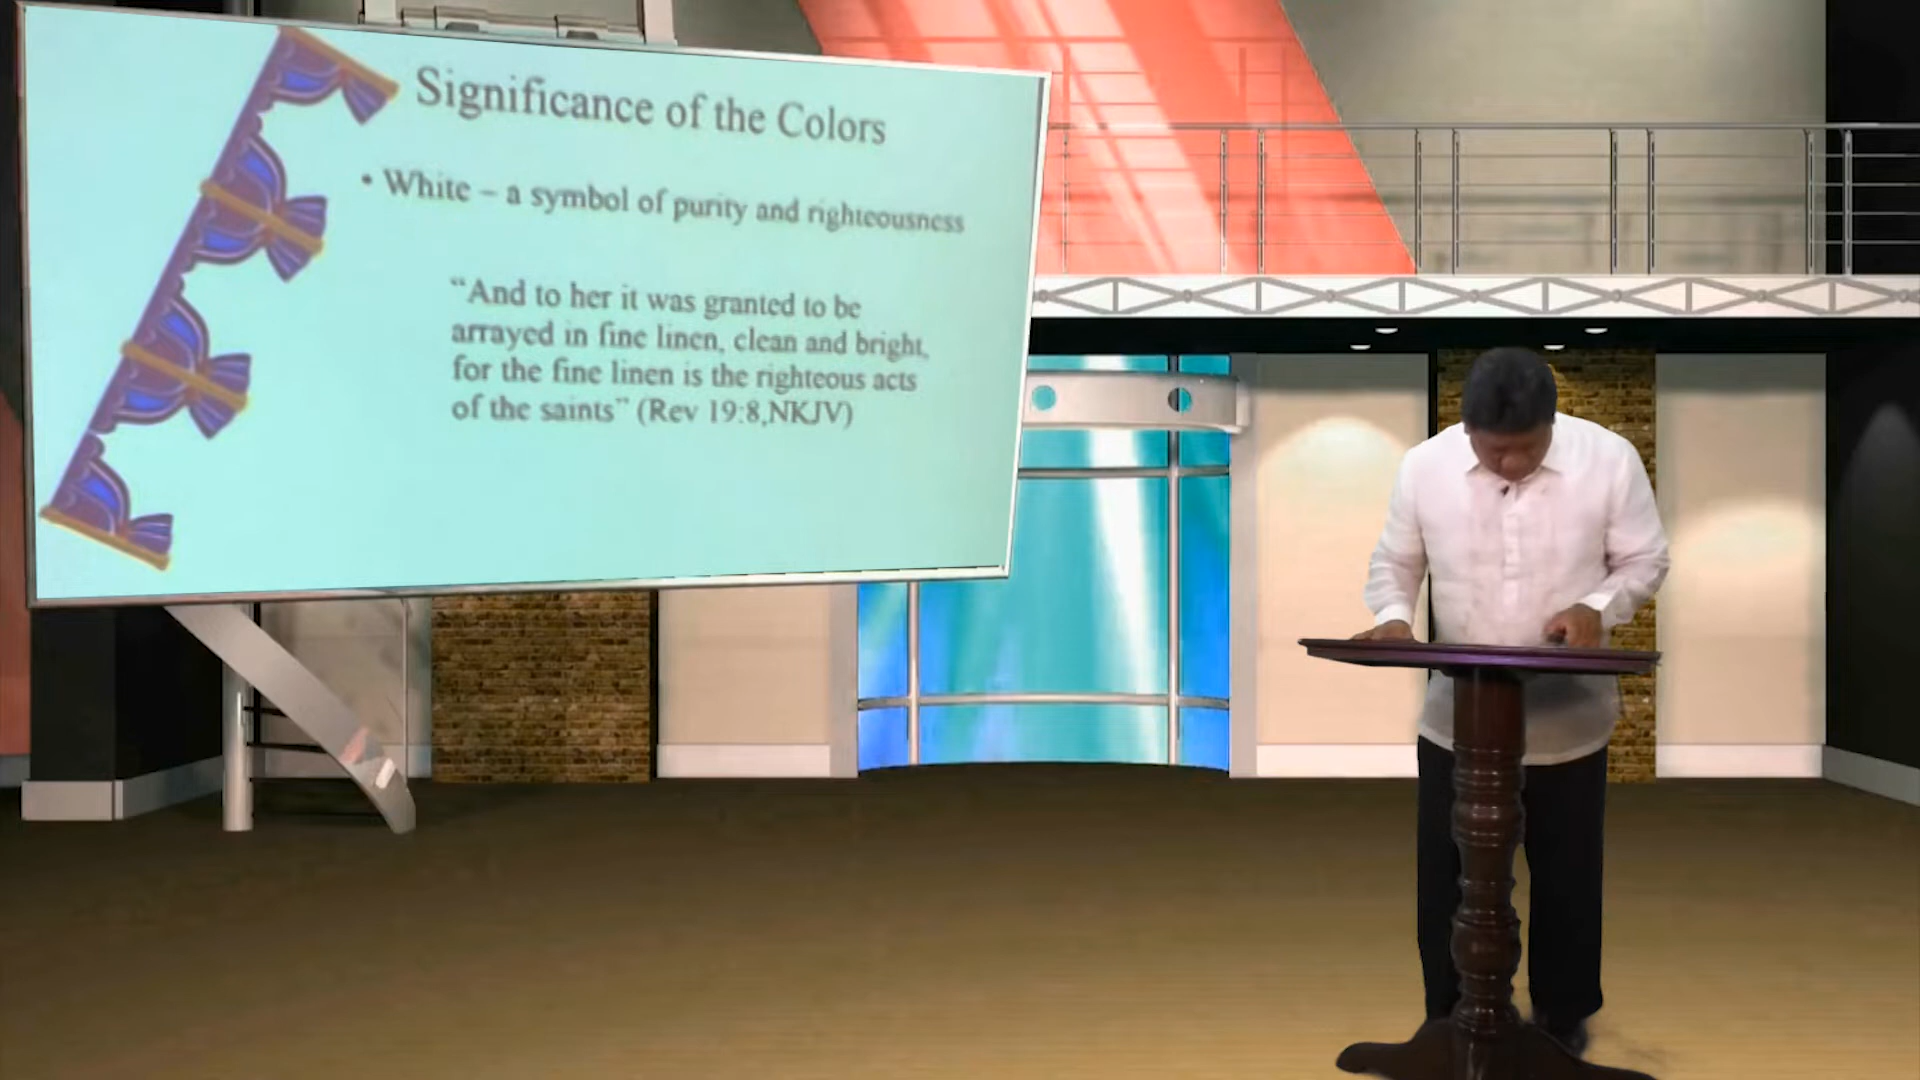 Significance of the Colors
• White – a symbol of purity and righteousness
“And to her it was granted to be
arrayed in fine linen, clean and bright,
for the fine linen is the righteous acts
of the saints” (Rev 19:8,NKJV)